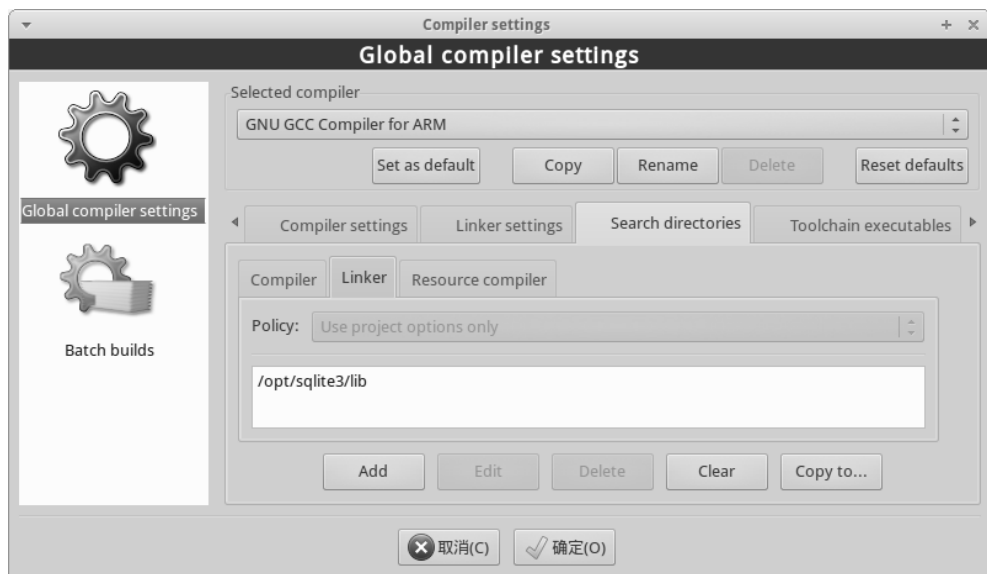 Compiler settings
Global compiler settings
Selected compiler
GNU GCC Compiler for ARM
Set as default Copy Rename Delete Reset defaults
Global compiler settings
Compiler settings Linker settings Search directories Toolchain executables
Compiler Linker Resource compiler
Policy: Use project options only
Batch builds
/opt/sqlite3/lib
Add Edit Delete Clear Copy to...
取消(C) 确定(O)